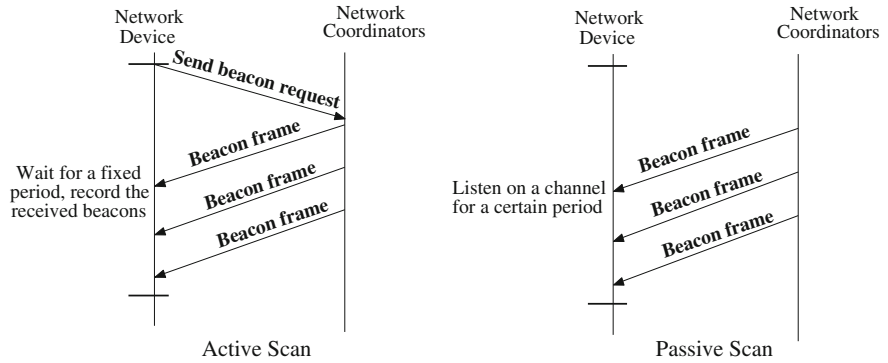 Network
Device
Network
Coordinators
Send beacon request
Beacon frame
Beacon frame
Beacon frame
Wait for a fixed
period, record the
received beacons
Active Scan
Network
Device
Network
Coordinators
Beacon frame
Beacon frame
Beacon frame
Listen on a channel
for a certain period
Passive Scan